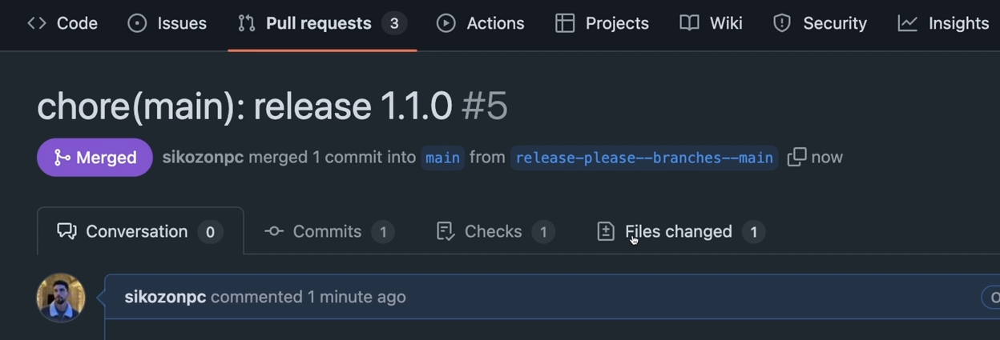 Code Issues Pull requests 3 Actions Projects Wiki Security Insights
chore(main): release 1.1.0 #5
Merged sikozonpc merged 1 commit into main from release-please--branches--main now
Conversation 0 Commits 1 Checks 1 Files changed 1
sikozonpc commented 1 minute ago